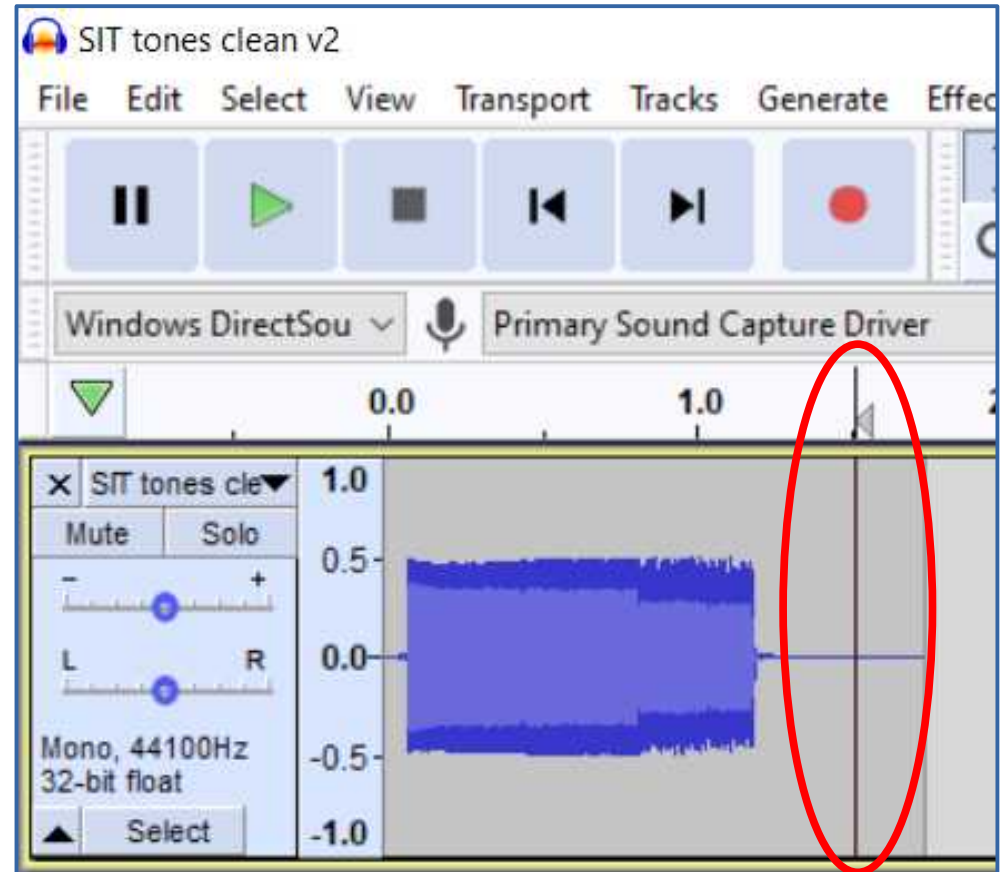 SIT tones clean v2
File Edit Select View Transport Tracks Generate Effec
Windows DirectSou Primary Sound Capture Driver
0.0 1.0
X SIT tones cle 1.0
Mute Solo
0.5
- +
L R 0.0
Mono, 44100Hz -0.5
32-bit float
Select -1.0